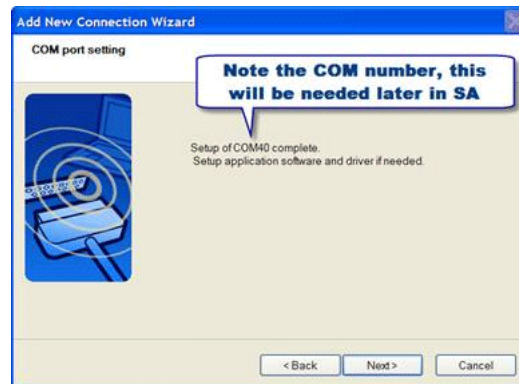 Add New Connection Wizard
COM port setting
Note the COM number, this
will be needed later in SA
Setup of COM40 complete.
Setup application software and driver if needed.
< Back
Next >
Cancel